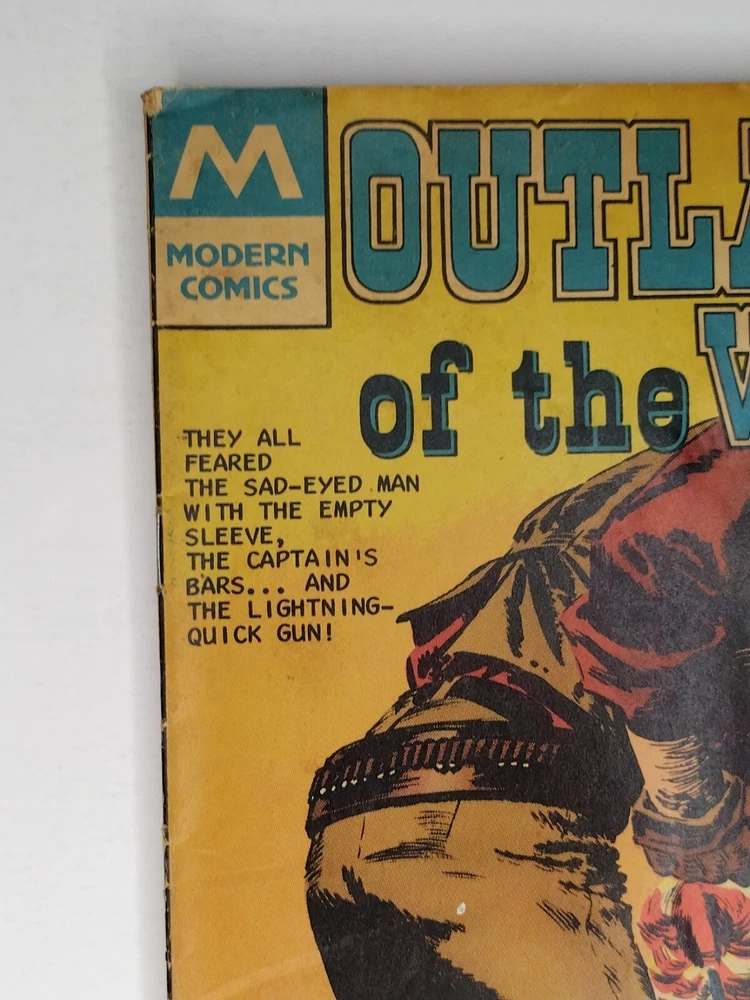 M
MODERN
COMICS
OUTLA
of the W
THEY ALL
FEARED
THE SAD-EYED MAN
WITH THE EMPTY
SLEEVE,
THE CAPTAIN'S
BARS... AND
THE LIGHTNING-
QUICK GUN!